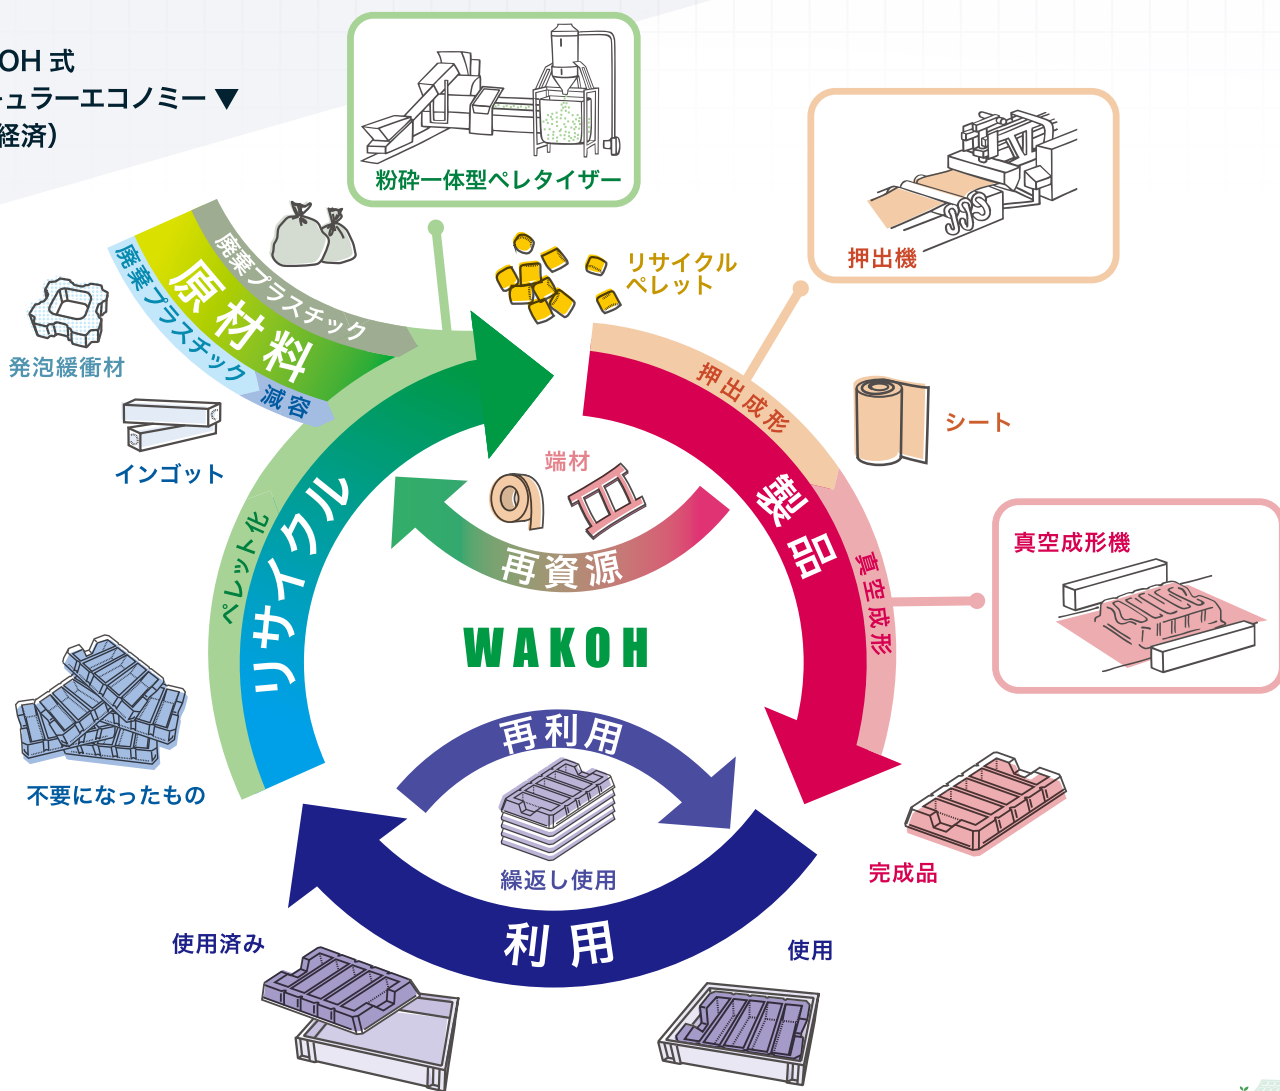 OH 式
ュラーエコノミー ▼
経済）
粉砕一体型ペレタイザー
押出機
リサイクル
ペレット
廃棄プラスチック
原材料
廃棄プラスチック
減容
発泡緩衝材
インゴット
押出成形
シート
端材
再資源
製品
ペレット化
リサイクル
真空成形
真空成形機
WAKOH
再利用
繰返し使用
不要になったもの
完成品
利用
使用済み
使用